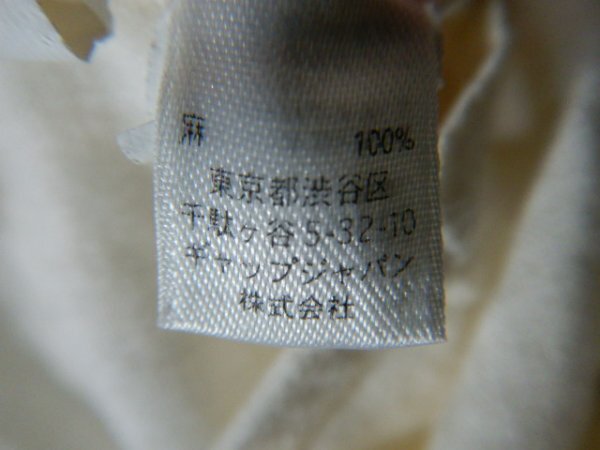 麻 100%
東京都渋谷区
千駄ヶ谷5-32-10
ギャップジャパン
株式会社